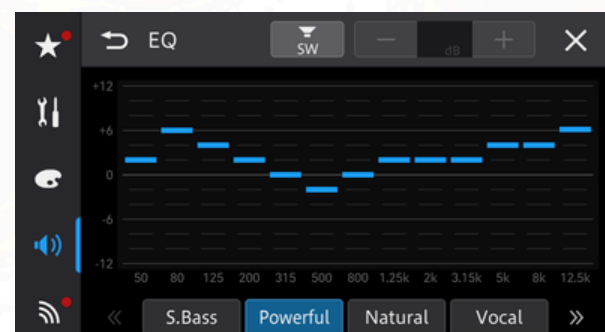 EQ
SW
dB
+12
+6
0
-6
-12
50 80 125 200 315 500 800 1.25k 2k 3.15k 5k 8k 12.5k
S.Bass Powerful Natural Vocal